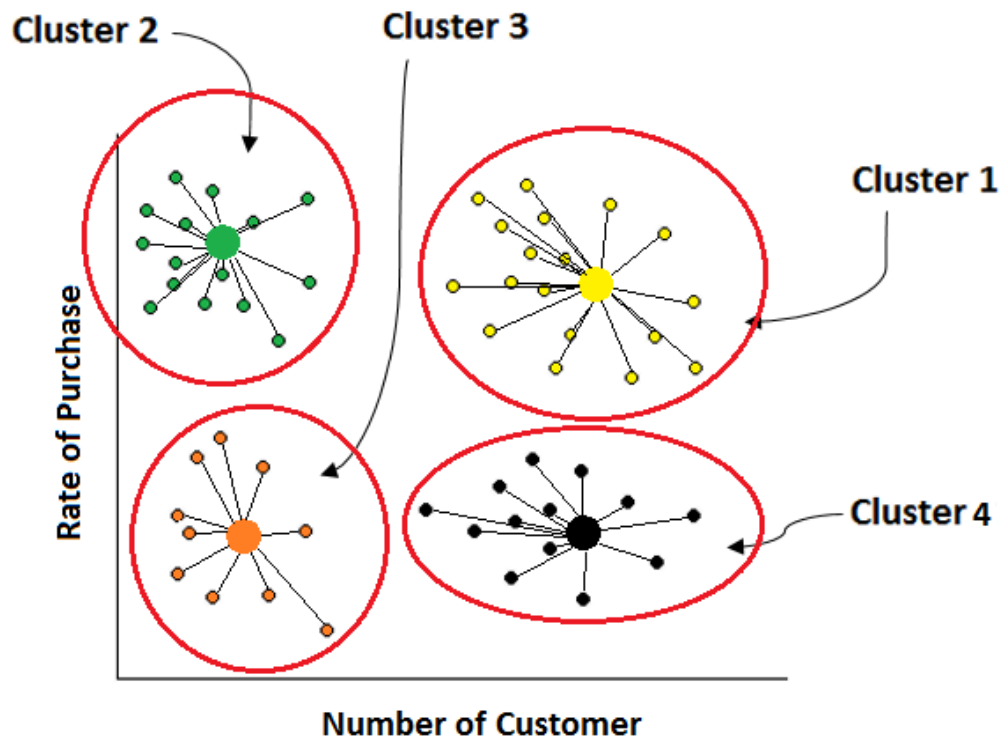 Cluster 2
Cluster 3
Cluster 1
Rate of Purchase
Cluster 4
Number of Customer